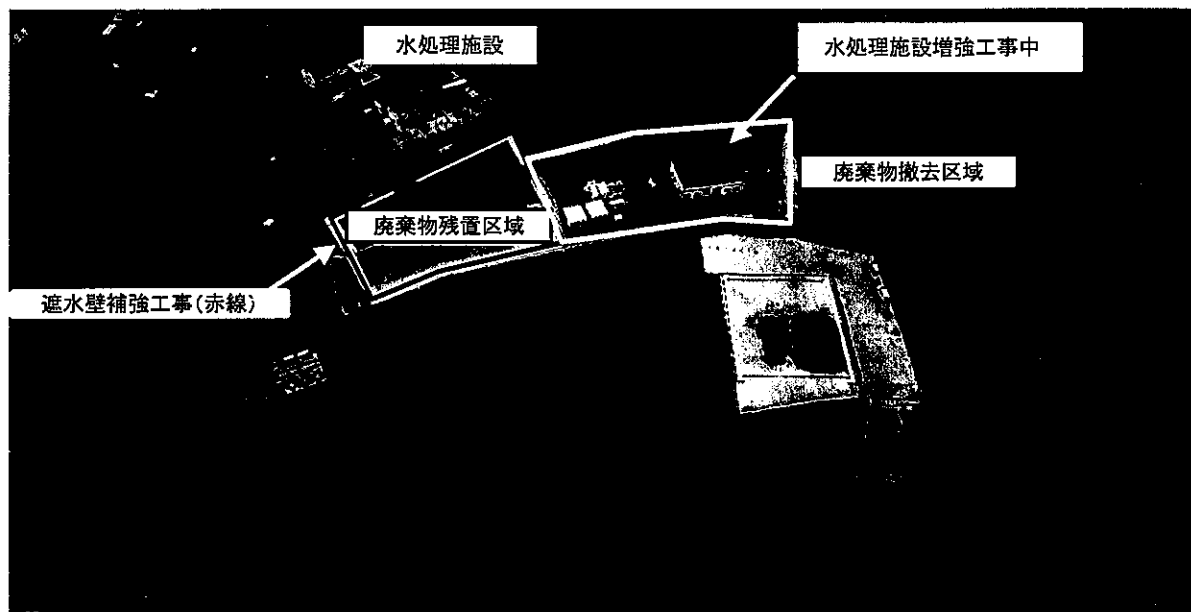 水処理施設
水処理施設増強工事中
廃棄物撤去区域
廃棄物残置区域
遮水壁補強工事(赤線)